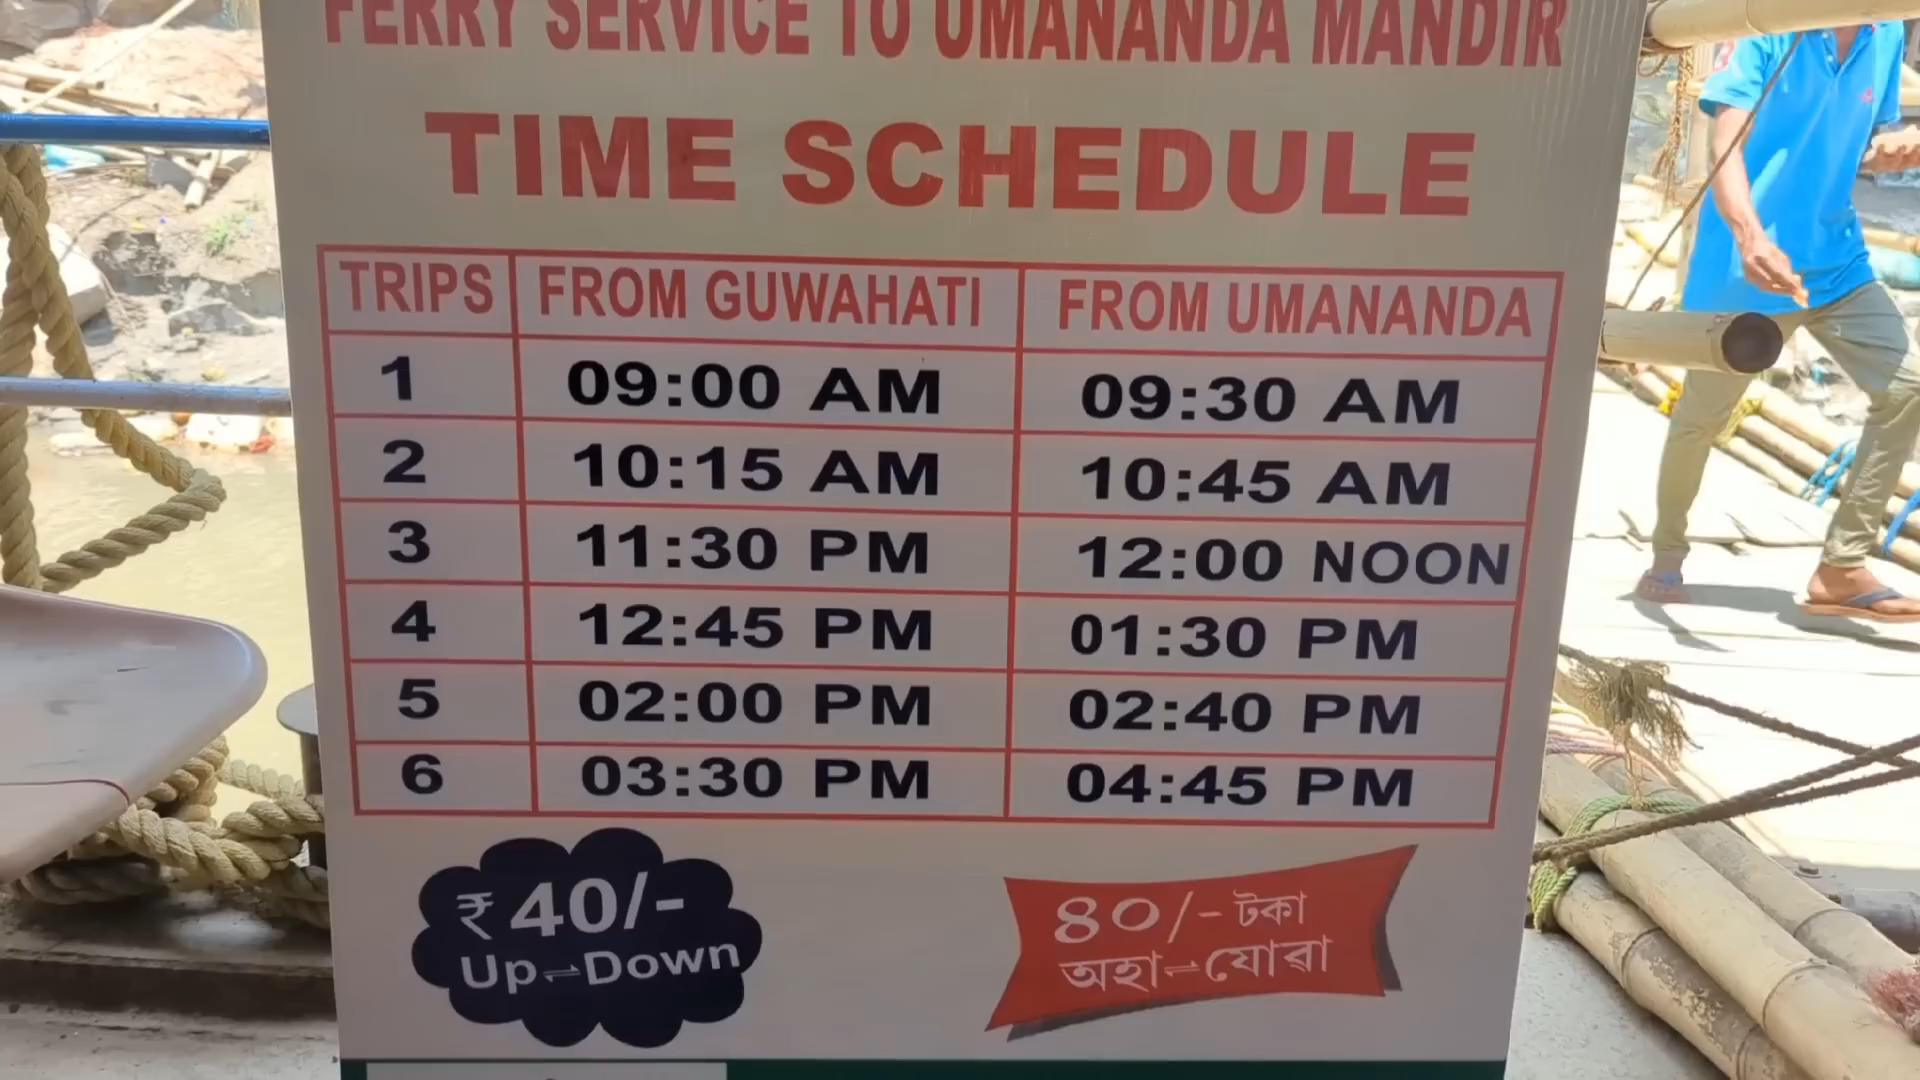 FERRY SERVICE TO UMANANDA MANDIR
TIME SCHEDULE
TRIPS FROM GUWAHATI FROM UMANANDA
1 09:00 AM 09:30 AM
2 10:15 AM 10:45 AM
3 11:30 PM 12:00 NOON
4 12:45 PM 01:30 PM
5 02:00 PM 02:40 PM
6 03:30 PM 04:45 PM
₹ 40/-
Up⇌Down
৪০/- টকা
অহা⇌যোৱা